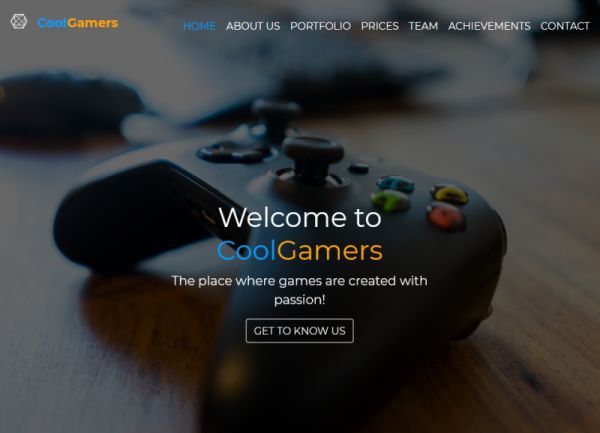 CoolGamers
HOME ABOUT US PORTFOLIO PRICES TEAM ACHIEVEMENTS CONTACT
Welcome to
CoolGamers
The place where games are created with
passion!
GET TO KNOW US